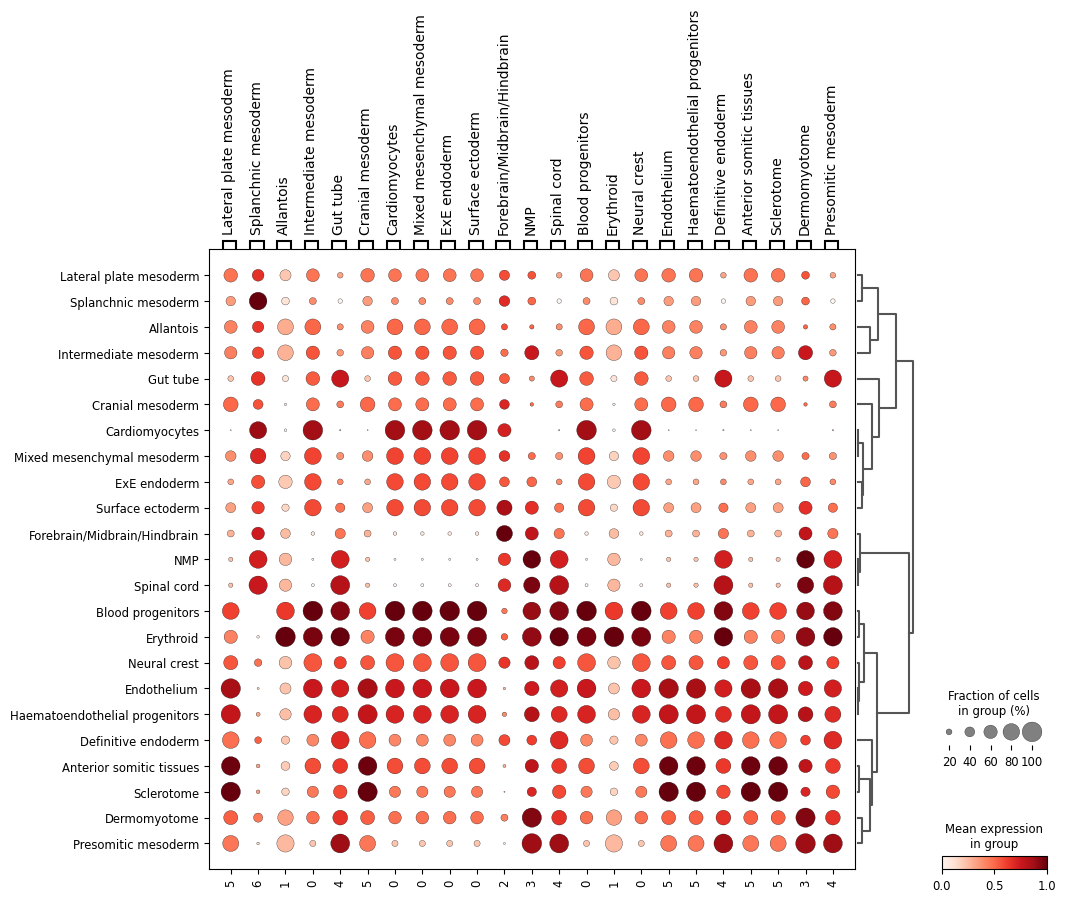 Lateral plate mesoderm
Splanchnic mesoderm
Allantois
Intermediate mesoderm
Gut tube
Cranial mesoderm
Cardiomyocytes
Mixed mesenchymal mesoderm
ExE endoderm
Surface ectoderm
Forebrain/Midbrain/Hindbrain
NMP
Spinal cord
Blood progenitors
Erythroid
Neural crest
Endothelium
Haematoendothelial progenitors
Definitive endoderm
Anterior somitic tissues
Sclerotome
Dermomyotome
Presomitic mesoderm
Lateral plate mesoderm
Splanchnic mesoderm
Allantois
Intermediate mesoderm
Gut tube
Cranial mesoderm
Cardiomyocytes
Mixed mesenchymal mesoderm
ExE endoderm
Surface ectoderm
Forebrain/Midbrain/Hindbrain
NMP
Spinal cord
Blood progenitors
Erythroid
Neural crest
Endothelium
Haematoendothelial progenitors
Definitive endoderm
Anterior somitic tissues
Sclerotome
Dermomyotome
Presomitic mesoderm
5 6 1 0 4 5 0 0 0 0 2 3 4 0 1 0 5 5 4 5 5 3 4
Fraction of cells
in group (%)
20 40 60 80 100
Mean expression
in group
0.0 0.5 1.0